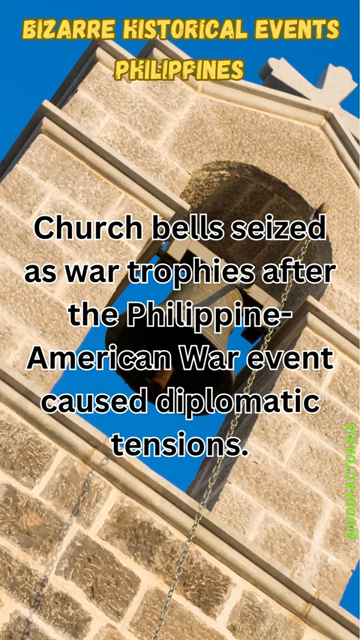 BIZARRE HISTORICAL EVENTS
PHILIPPINES
Church bells seized
as war trophies after
the Philippine-
American War event
caused diplomatic
tensions.